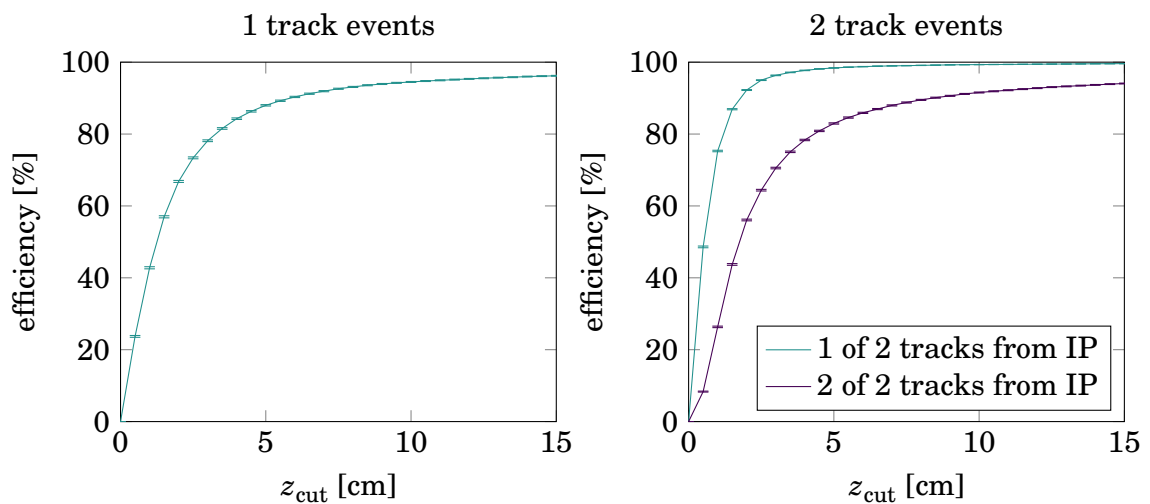 1 track events
100
80
60
40
20
0
efficiency [%]
0 5 10 15
z_cut [cm]
2 track events
100
80
60
40
20
0
efficiency [%]
1 of 2 tracks from IP
2 of 2 tracks from IP
0 5 10 15
z_cut [cm]